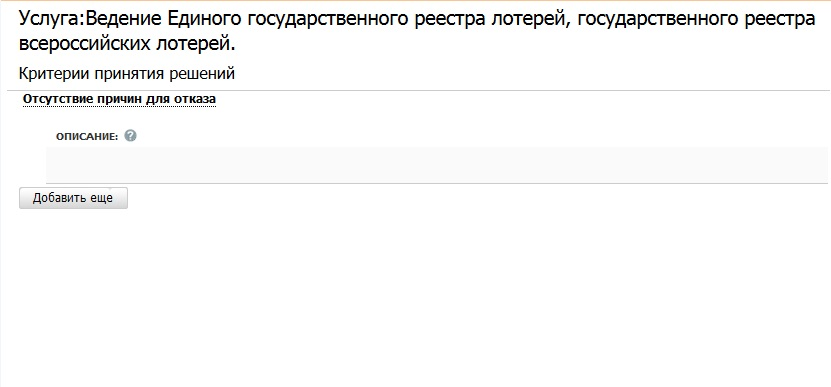 Услуга:Ведение Единого государственного реестра лотерей, государственного реестра
всероссийских лотерей.
Критерии принятия решений
Отсутствие причин для отказа
ОПИСАНИЕ: ?
Добавить еще